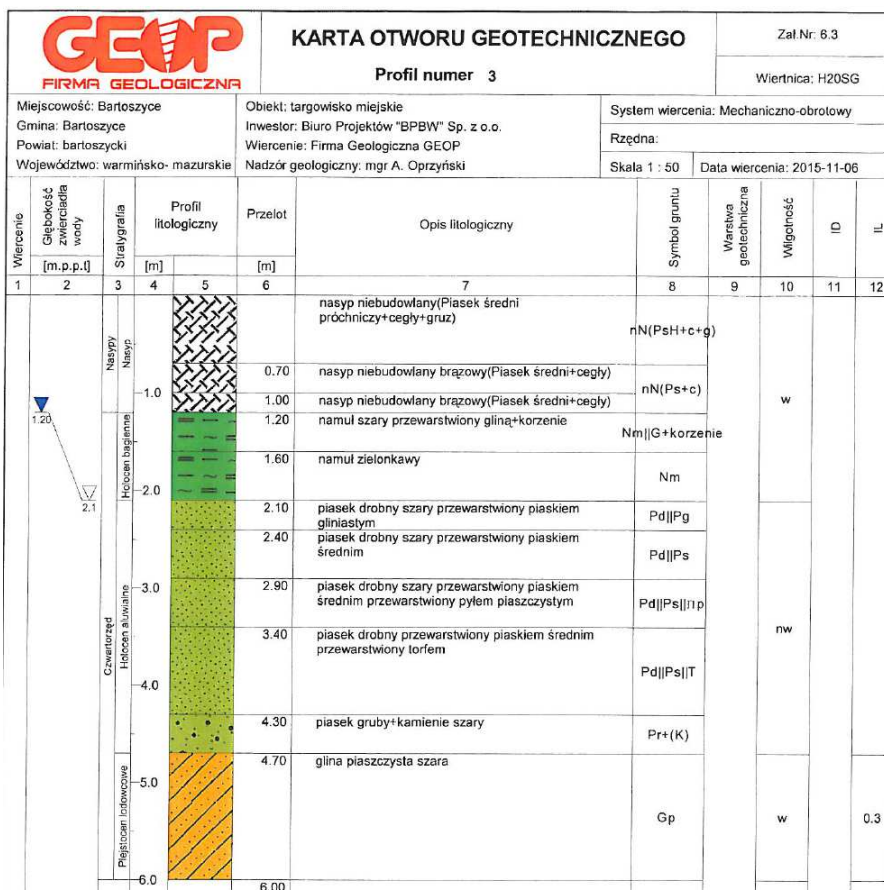 GEOP
FIRMA GEOLOGICZNA
KARTA OTWORU GEOTECHNICZNEGO
Profil numer 3
Zał.Nr: 6.3
Wiertnica: H20SG
Miejscowość: Bartoszyce
Gmina: Bartoszyce
Powiat: bartoszycki
Województwo: warmińsko- mazurskie
Obiekt: targowisko miejskie
Inwestor: Biuro Projektów "BPBW" Sp. z o.o.
Wiercenie: Firma Geologiczna GEOP
Nadzór geologiczny: mgr A. Oprzyński
System wiercenia: Mechaniczno-obrotowy
Rzędna:
Skala 1 : 50
Data wiercenia: 2015-11-06
Wiercenie
Głębokość zwierciadła wody
[m.p.p.t]
Stratygrafia
Profil litologiczny
[m]
Przelot
[m]
Opis litologiczny
Symbol gruntu
Warstwa geotechniczna
Wilgotność
ID
IL
1 2 3 4 5 6 7 8 9 10 11 12
Nasypy
Nasyp
nasyp niebudowlany(Piasek średni
próchniczy+cegły+gruz)
nN(PsH+c+g)
0.70 nasyp niebudowlany brązowy(Piasek średni+cegły)
nN(Ps+c)
1.0
1.00 nasyp niebudowlany brązowy(Piasek średni+cegły)
w
1.20
1.20 namuł szary przewarstwiony gliną+korzenie
Nm||G+korzenie
Holocen bagienne
1.60 namuł zielonkawy
Nm
2.0
2.1
2.10 piasek drobny szary przewarstwiony piaskiem
gliniastym
Pd||Pg
2.40 piasek drobny szary przewarstwiony piaskiem
średnim
Pd||Ps
Czwartorzęd
Holocen aluwialne
3.0
2.90 piasek drobny szary przewarstwiony piaskiem
średnim przewarstwiony pyłem piaszczystym
Pd||Ps||Πp
nw
3.40 piasek drobny przewarstwiony piaskiem średnim
przewarstwiony torfem
Pd||Ps||T
4.0
4.30 piasek gruby+kamienie szary
Pr+(K)
4.70 glina piaszczysta szara
5.0
Plejstocen lodowcowe
Gp
w
0.3
6.0
6.00